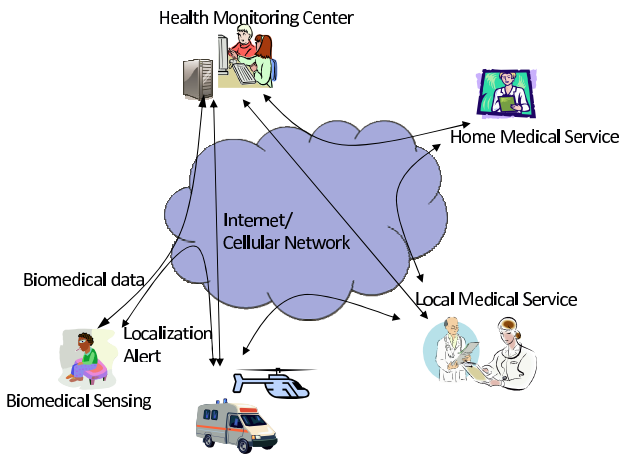 Health Monitoring Center
Home Medical Service
Internet/
Cellular Network
Biomedical data
Local Medical Service
Localization
Alert
Biomedical Sensing